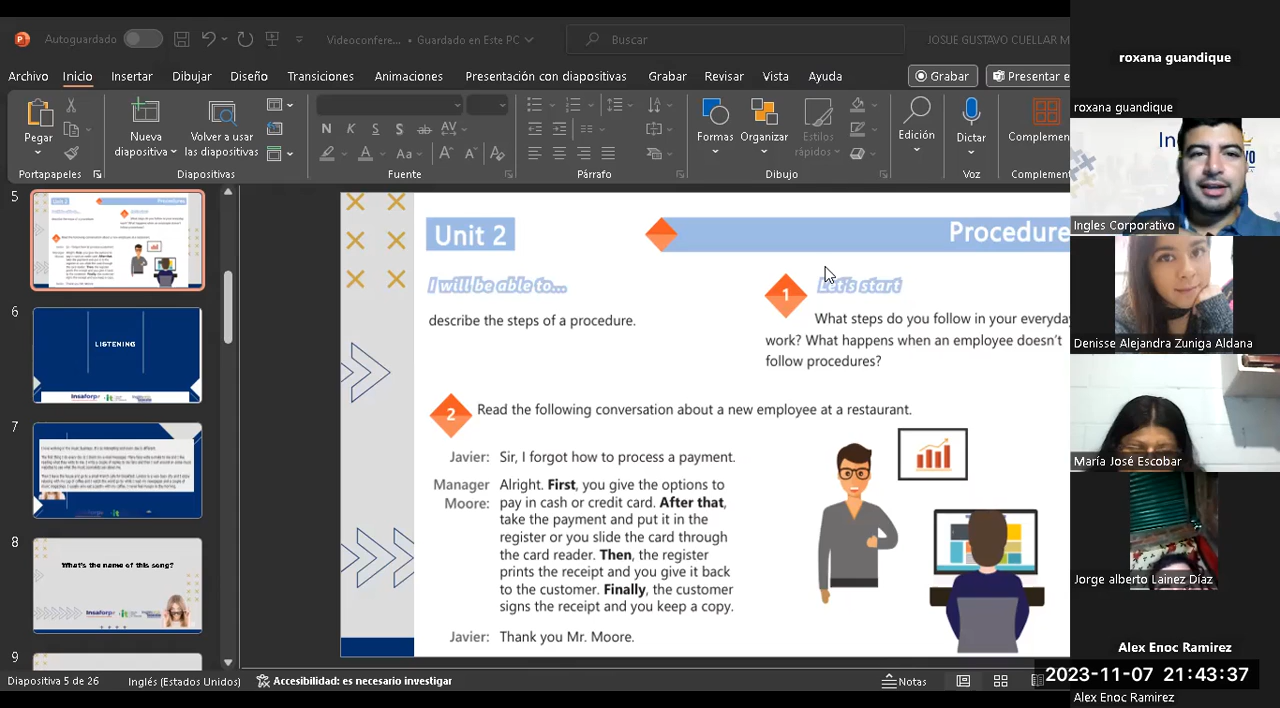 Autoguardado
Videoconfere... • Guardado en Este PC
Buscar
JOSUE GUSTAVO CUELLAR M
Archivo Inicio Insertar Dibujar Diseño Transiciones Animaciones Presentación con diapositivas Grabar Revisar Vista Ayuda
Grabar
Presentar e
Pegar
Nueva diapositiva
Volver a usar las diapositivas
N K S S ab AV
A Aa A A A
Formas
Organizar
Estilos rápidos
Edición
Dictar
Complemen
Portapapeles
Diapositivas
Fuente
Párrafo
Dibujo
Voz
Complement
5
Unit 2
6
LISTENING
Insaforp
7
8
What's the name of this song?
Insaforp
9
Unit 2
Procedure
I will be able to...
describe the steps of a procedure.
1
Let's start
What steps do you follow in your everyday
work? What happens when an employee doesn't
follow procedures?
2
Read the following conversation about a new employee at a restaurant.
Javier: Sir, I forgot how to process a payment.
Manager Moore: Alright. First, you give the options to
pay in cash or credit card. After that,
take the payment and put it in the
register or you slide the card through
the card reader. Then, the register
prints the receipt and you give it back
to the customer. Finally, the customer
signs the receipt and you keep a copy.
Javier: Thank you Mr. Moore.
Diapositiva 5 de 26
Inglés (Estados Unidos)
Accesibilidad: es necesario investigar
Notas
roxana guandique
roxana guandique
Ingles Corporativo
Denisse Alejandra Zuniga Aldana
María José Escobar
Jorge alberto Lainez Díaz
Alex Enoc Ramirez
2023-11-07 21:43:37
Alex Enoc Ramirez